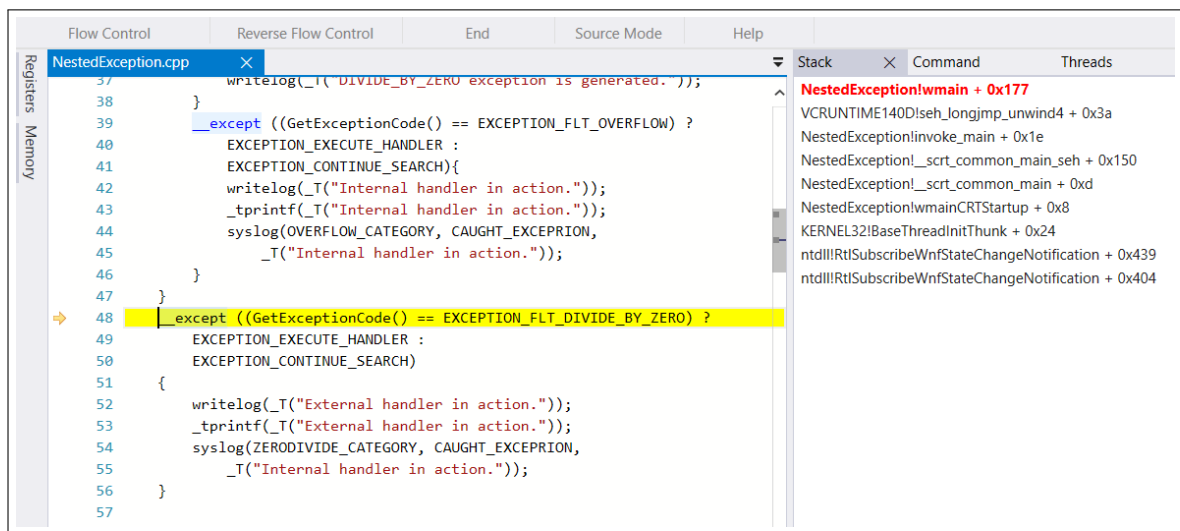 Flow Control Reverse Flow Control End Source Mode Help
Registers
Memory
NestedException.cpp ×
37 writelog(_T("DIVIDE_BY_ZERO exception is generated."));
38 }
39 __except ((GetExceptionCode() == EXCEPTION_FLT_OVERFLOW) ?
40 EXCEPTION_EXECUTE_HANDLER :
41 EXCEPTION_CONTINUE_SEARCH){
42 writelog(_T("Internal handler in action."));
43 _tprintf(_T("Internal handler in action."));
44 syslog(OVERFLOW_CATEGORY, CAUGHT_EXCEPRION,
45 _T("Internal handler in action."));
46 }
47 }
48 __except ((GetExceptionCode() == EXCEPTION_FLT_DIVIDE_BY_ZERO) ?
49 EXCEPTION_EXECUTE_HANDLER :
50 EXCEPTION_CONTINUE_SEARCH)
51 {
52 writelog(_T("External handler in action."));
53 _tprintf(_T("External handler in action."));
54 syslog(ZERODIVIDE_CATEGORY, CAUGHT_EXCEPRION,
55 _T("Internal handler in action."));
56 }
57
Stack × Command Threads
NestedException!wmain + 0x177
VCRUNTIME140D!seh_longjmp_unwind4 + 0x3a
NestedException!invoke_main + 0x1e
NestedException!__scrt_common_main_seh + 0x150
NestedException!__scrt_common_main + 0xd
NestedException!wmainCRTStartup + 0x8
KERNEL32!BaseThreadInitThunk + 0x24
ntdll!RtlSubscribeWnfStateChangeNotification + 0x439
ntdll!RtlSubscribeWnfStateChangeNotification + 0x404